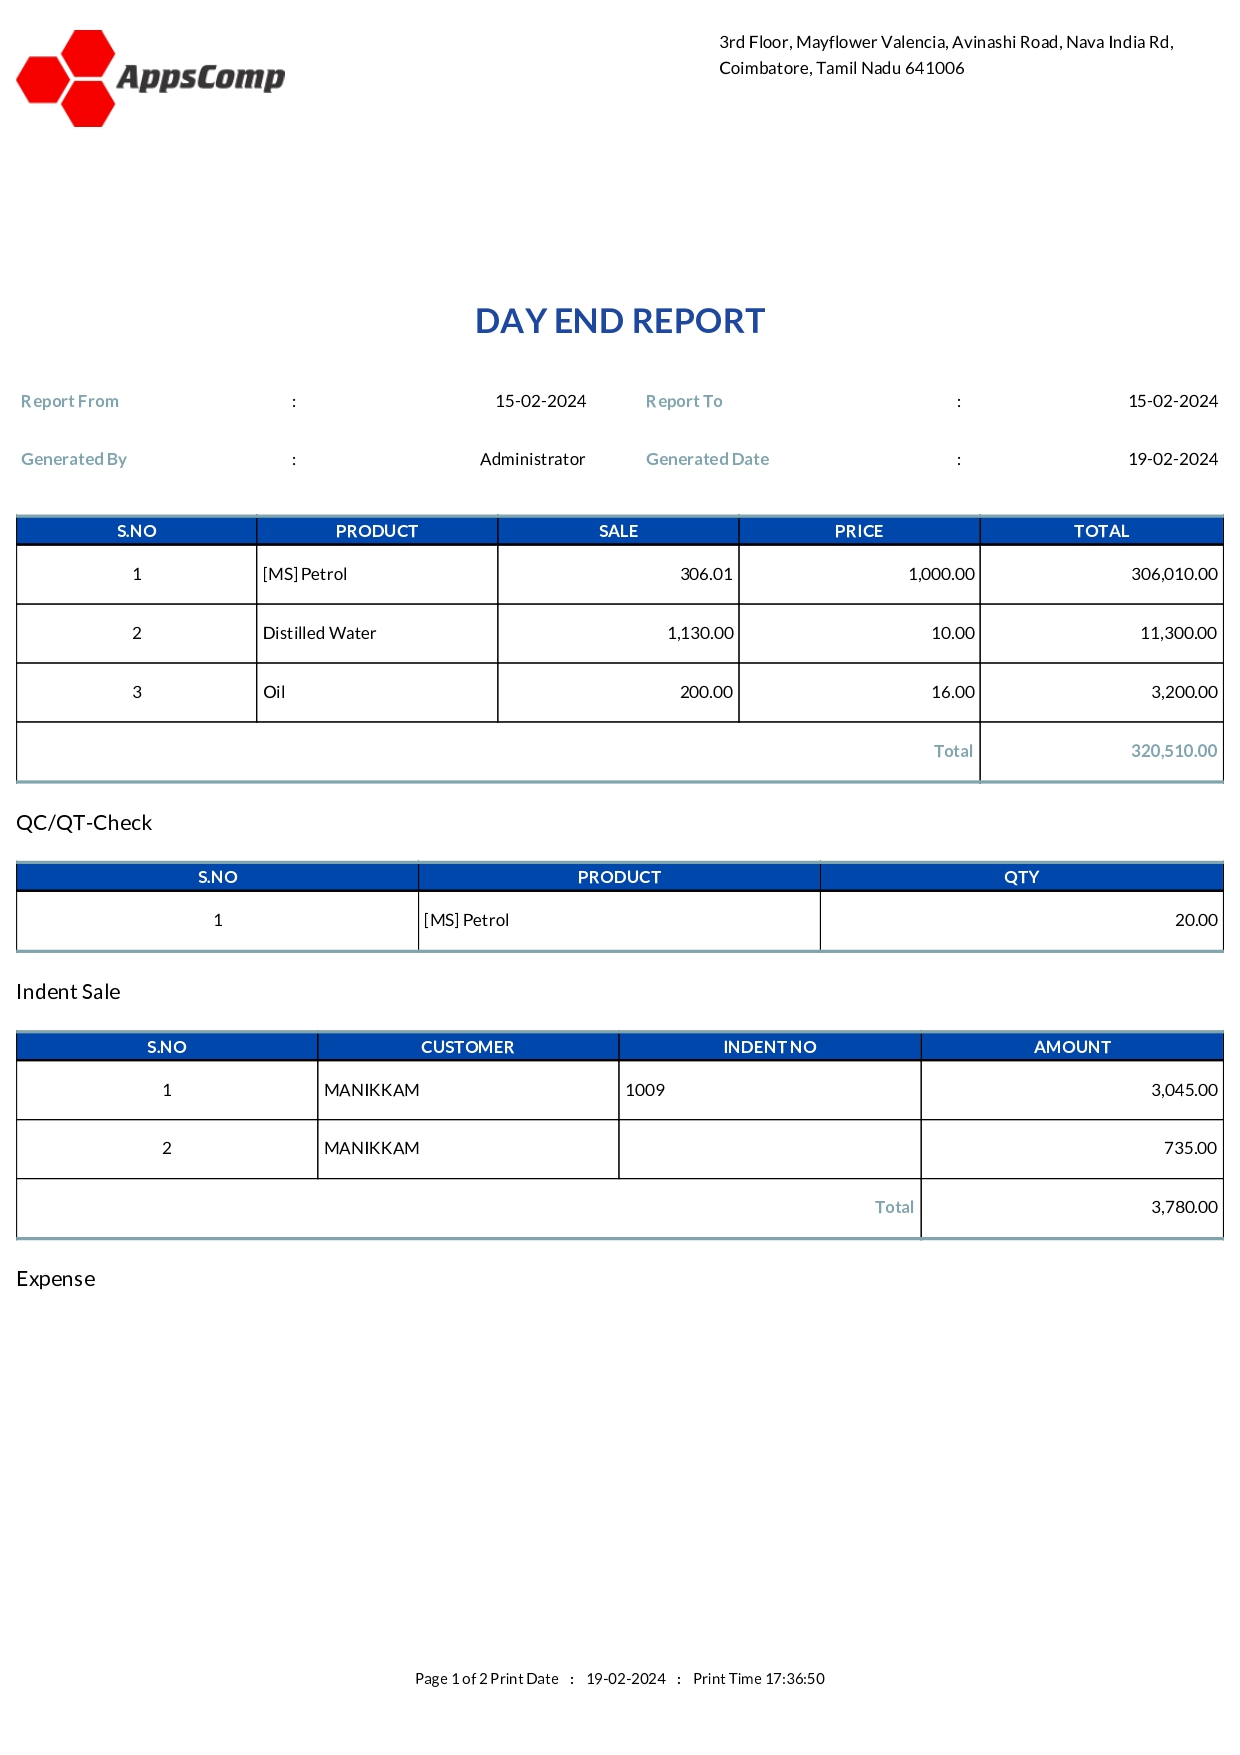 AppsComp
3rd Floor, Mayflower Valencia, Avinashi Road, Nava India Rd,
Coimbatore, Tamil Nadu 641006
DAY END REPORT
Report From : 15-02-2024 Report To : 15-02-2024
Generated By : Administrator Generated Date : 19-02-2024
S.NO PRODUCT SALE PRICE TOTAL
1 [MS] Petrol 306.01 1,000.00 306,010.00
2 Distilled Water 1,130.00 10.00 11,300.00
3 Oil 200.00 16.00 3,200.00
Total 320,510.00
QC/QT-Check
S.NO PRODUCT QTY
1 [MS] Petrol 20.00
Indent Sale
S.NO CUSTOMER INDENT NO AMOUNT
1 MANIKKAM 1009 3,045.00
2 MANIKKAM 735.00
Total 3,780.00
Expense
Page 1 of 2 Print Date : 19-02-2024 : Print Time 17:36:50